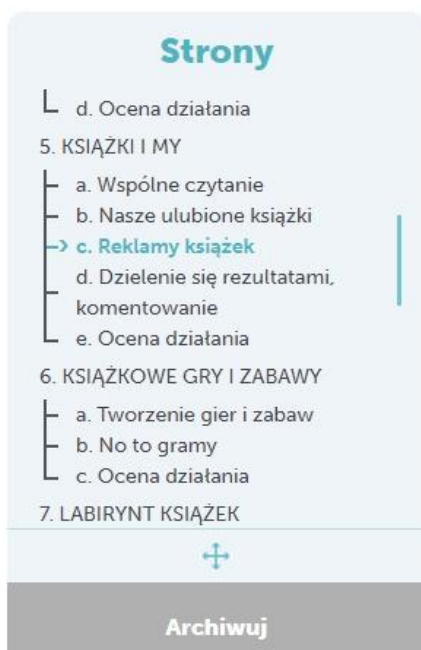 Strony
d. Ocena działania
5. KSIĄŻKI I MY
a. Wspólne czytanie
b. Nasze ulubione książki
c. Reklamy książek
d. Dzielenie się rezultatami,
komentowanie
e. Ocena działania
6. KSIĄŻKOWE GRY I ZABAWY
a. Tworzenie gier i zabaw
b. No to gramy
c. Ocena działania
7. LABIRYNT KSIĄŻEK
Archiwuj